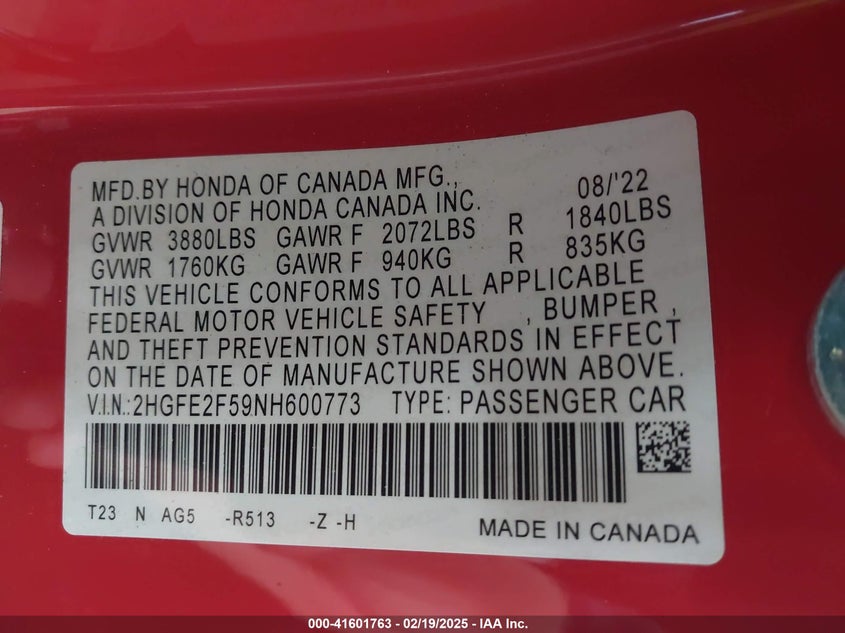 MFD.BY HONDA OF CANADA MFG., 08/'22
A DIVISION OF HONDA CANADA INC.
GVWR 3880LBS GAWR F 2072LBS R 1840LBS
GVWR 1760KG GAWR F 940KG R 835KG
THIS VEHICLE CONFORMS TO ALL APPLICABLE
FEDERAL MOTOR VEHICLE SAFETY , BUMPER ,
AND THEFT PREVENTION STANDARDS IN EFFECT
ON THE DATE OF MANUFACTURE SHOWN ABOVE.
V.I.N.:2HGFE2F59NH600773 TYPE: PASSENGER CAR
T23 N AG5 -R513 -Z -H
MADE IN CANADA
000-41601763 - 02/19/2025 - IAA Inc.